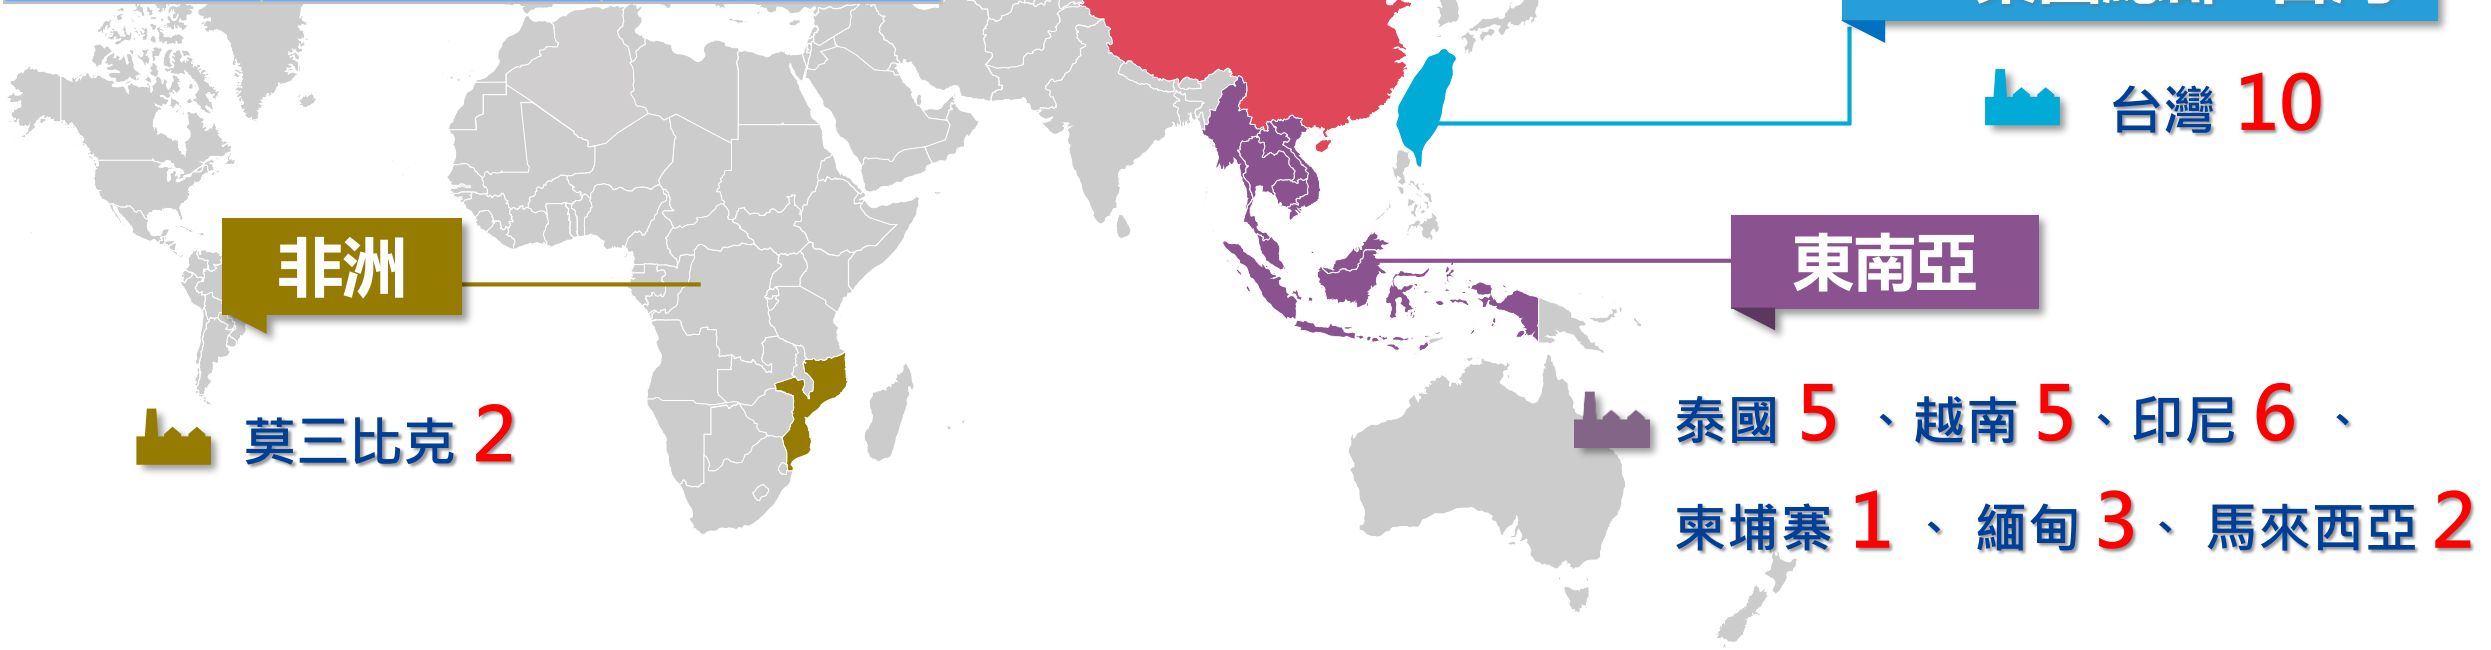 台灣 10
非洲
東南亞
莫三比克 2
泰國 5 、越南 5、印尼 6 、
柬埔寨 1 、 緬甸 3、 馬來西亞 2